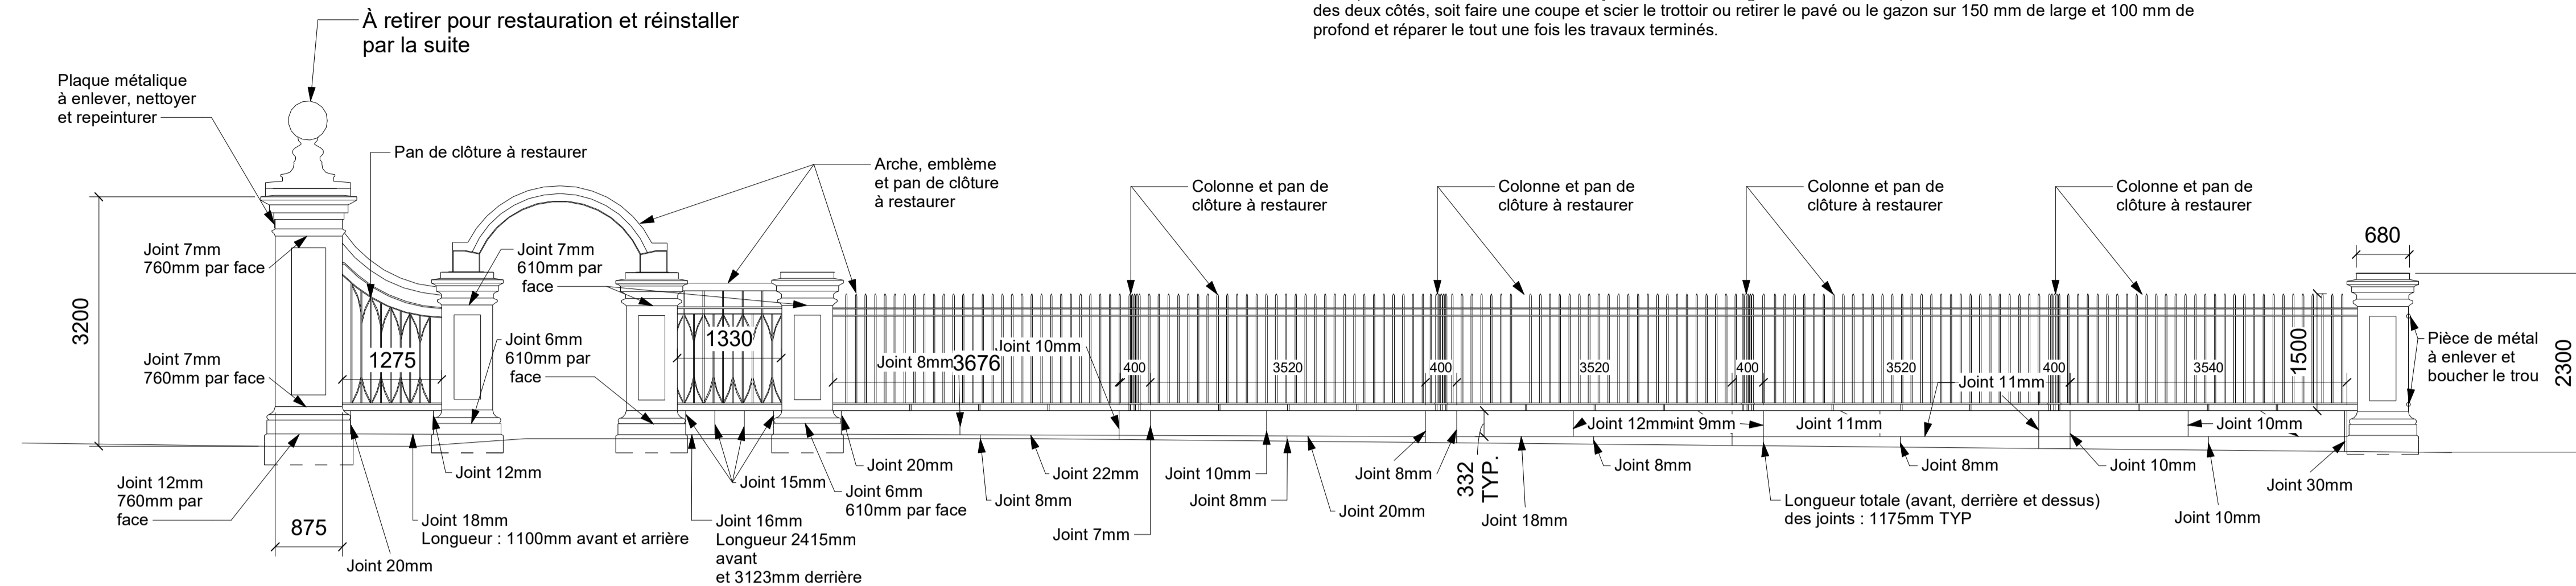 des deux côtés, soit faire une coupe et scier le trottoir ou retirer le pavé ou le gazon sur 150 mm de large et 100 mm de
profond et réparer le tout une fois les travaux terminés.
À retirer pour restauration et réinstaller
par la suite
Plaque métalique
à enlever, nettoyer
et repeinturer
Pan de clôture à restaurer
Arche, emblème
et pan de clôture
à restaurer
Colonne et pan de
clôture à restaurer
Colonne et pan de
clôture à restaurer
Colonne et pan de
clôture à restaurer
Colonne et pan de
clôture à restaurer
680
Joint 7mm
760mm par face
Joint 7mm
610mm par
face
3200
Joint 7mm
760mm par face
1275
Joint 6mm
610mm par
face
1330
Joint 8mm
3676
Joint 10mm
400
3520
400
3520
400
3520
400
3540
1500
Joint 11mm
Pièce de métal
à enlever et
boucher le trou
2300
Joint 12mm
int 9mm
Joint 11mm
Joint 10mm
Joint 12mm
760mm par
face
875
Joint 20mm
Joint 18mm
Longueur : 1100mm avant et arrière
Joint 12mm
Joint 16mm
Longueur 2415mm
avant
et 3123mm derrière
Joint 15mm
Joint 20mm
Joint 6mm
610mm par face
Joint 8mm
Joint 22mm
Joint 7mm
Joint 10mm
Joint 8mm
Joint 20mm
Joint 8mm
332
TYP.
Joint 18mm
Joint 8mm
Longueur totale (avant, derrière et dessus)
des joints : 1175mm TYP
Joint 8mm
Joint 10mm
Joint 10mm
Joint 30mm